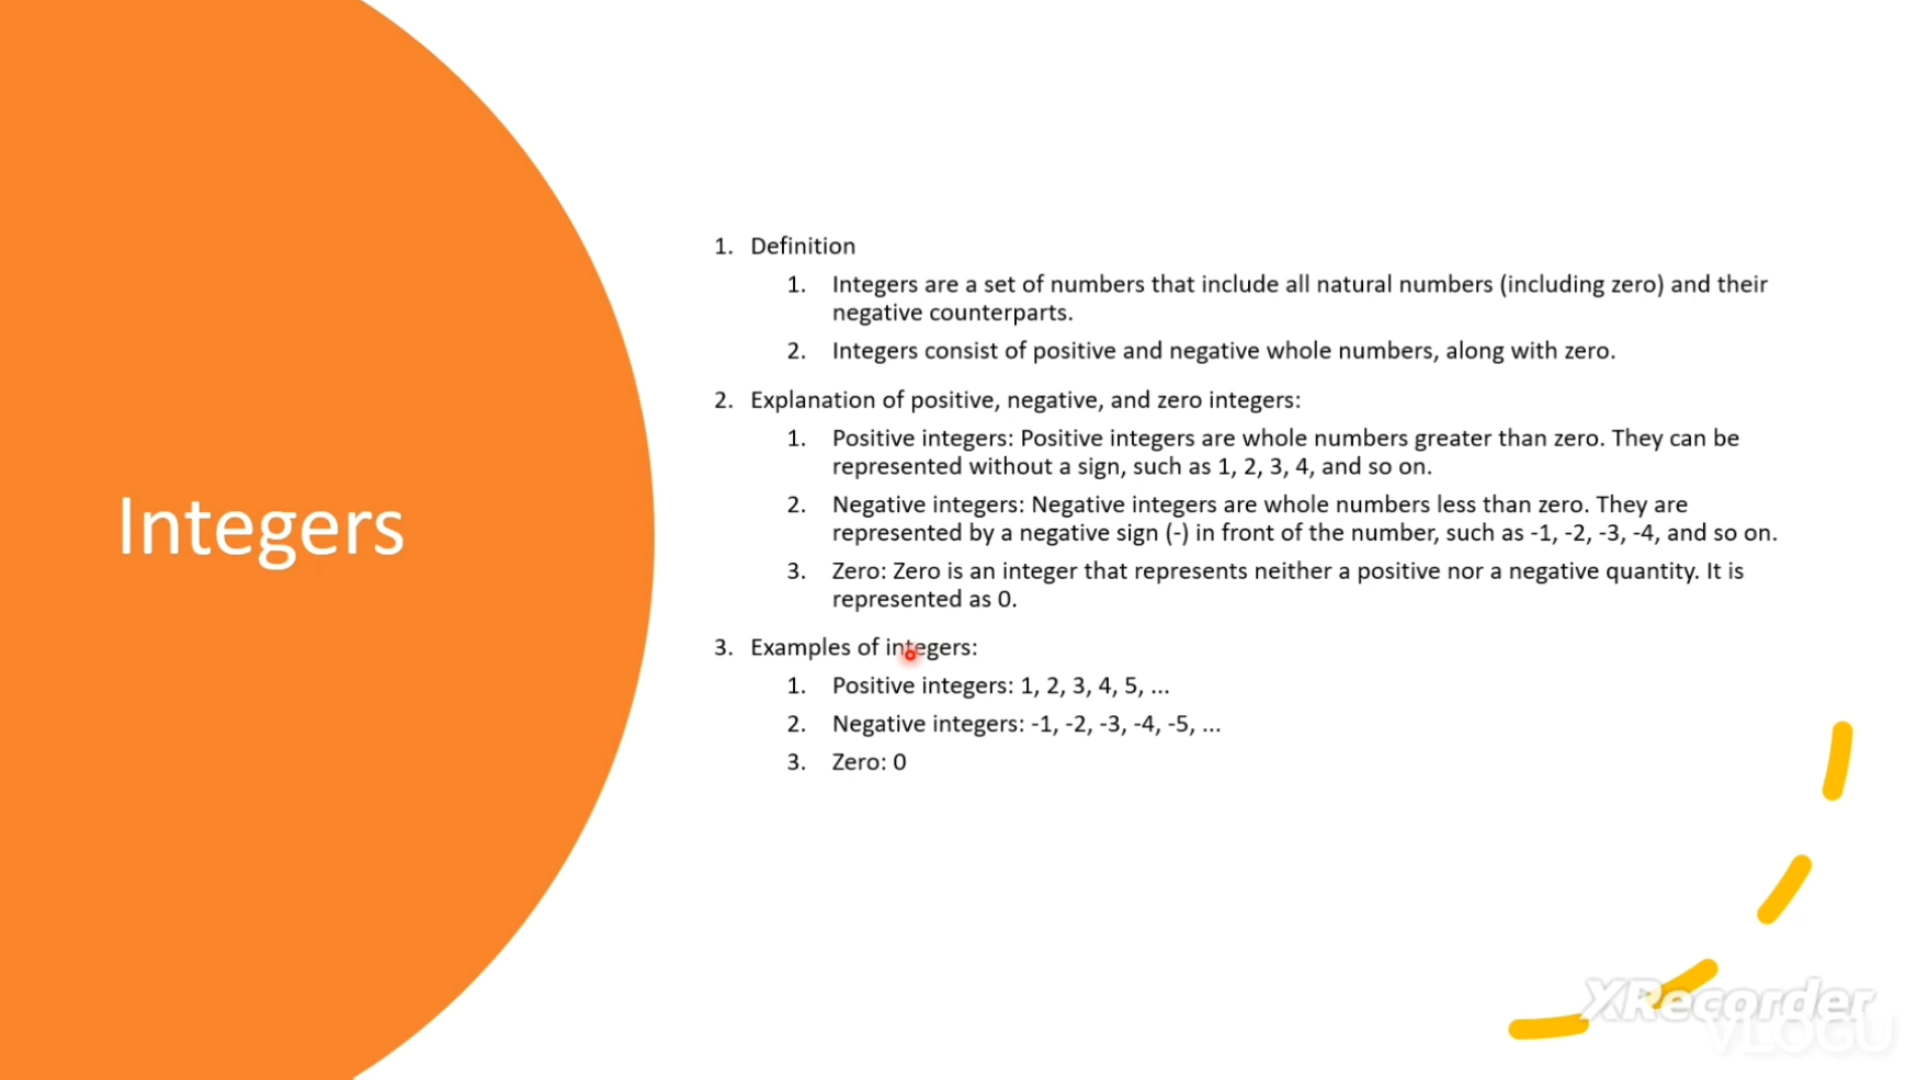 Integers
1. Definition
1. Integers are a set of numbers that include all natural numbers (including zero) and their
negative counterparts.
2. Integers consist of positive and negative whole numbers, along with zero.
2. Explanation of positive, negative, and zero integers:
1. Positive integers: Positive integers are whole numbers greater than zero. They can be
represented without a sign, such as 1, 2, 3, 4, and so on.
2. Negative integers: Negative integers are whole numbers less than zero. They are
represented by a negative sign (-) in front of the number, such as -1, -2, -3, -4, and so on.
3. Zero: Zero is an integer that represents neither a positive nor a negative quantity. It is
represented as 0.
3. Examples of integers:
1. Positive integers: 1, 2, 3, 4, 5, ...
2. Negative integers: -1, -2, -3, -4, -5, ...
3. Zero: 0
XRecorder
VLOGU